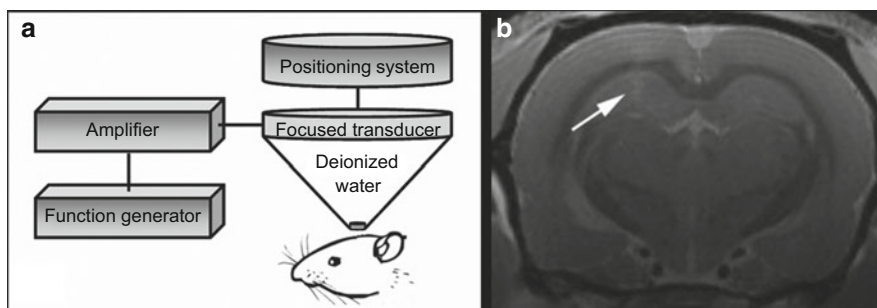 a
Positioning system
Amplifier
Focused transducer
Deionized
water
Function generator
b